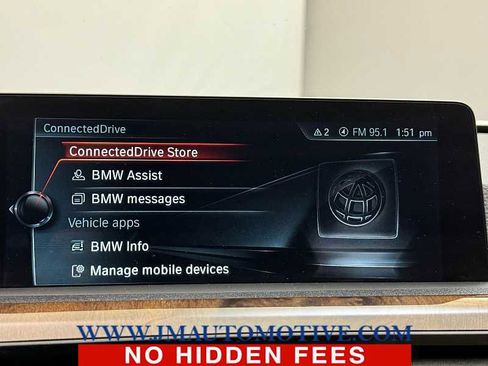 ConnectedDrive
2 FM 95.1 1:51 pm
ConnectedDrive Store
BMW Assist
BMW messages
Vehicle apps
BMW Info
Manage mobile devices
WWW.JMAUTOMOTIVE.COM
NO HIDDEN FEES